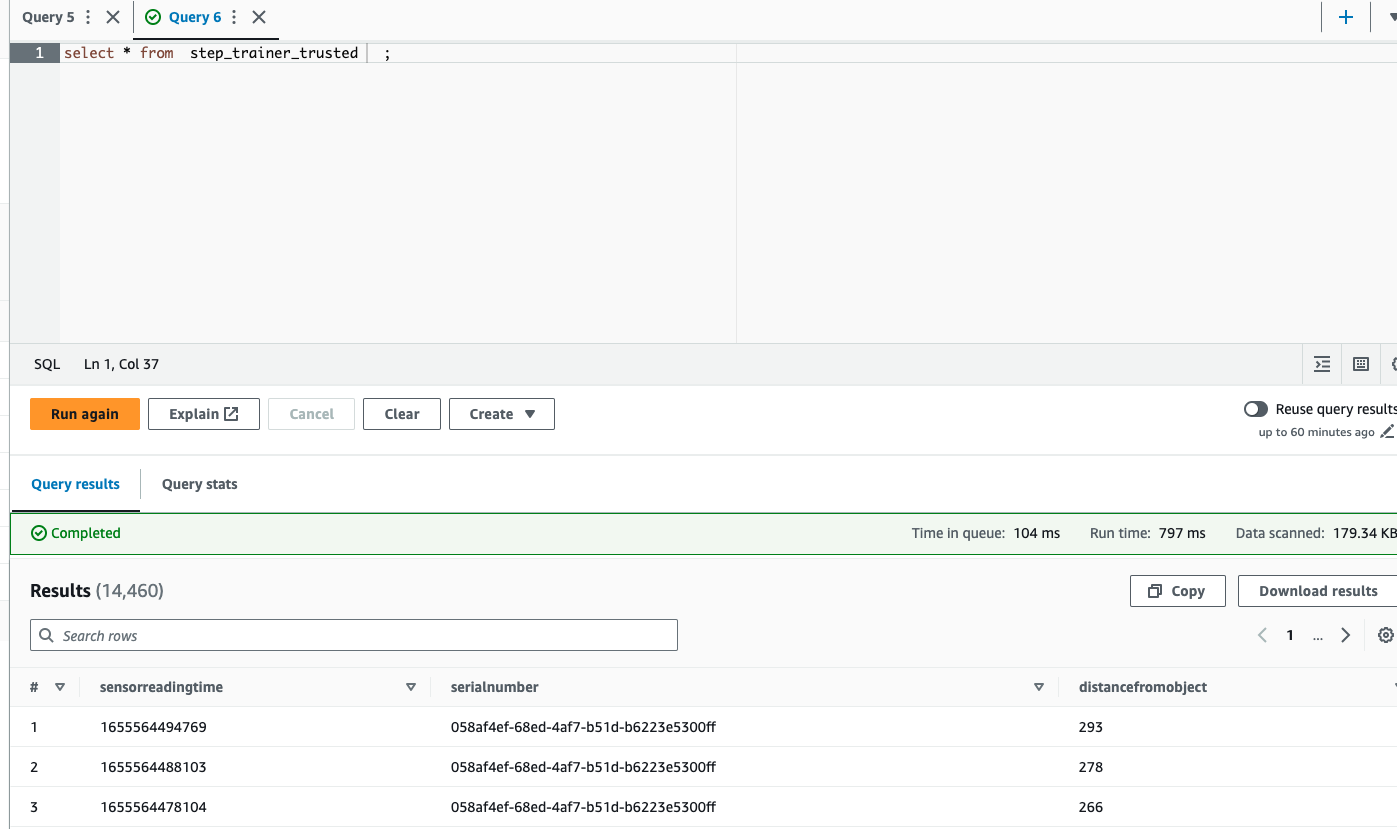 Query 5 Query 6
1 select * from step_trainer_trusted ;
SQL Ln 1, Col 37
Run again Explain Cancel Clear Create
Reuse query results
up to 60 minutes ago
Query results Query stats
Completed Time in queue: 104 ms Run time: 797 ms Data scanned: 179.34 KB
Results (14,460) Copy Download results
Search rows 1 ...
# sensorreadingtime serialnumber distancefromobject
1 1655564494769 058af4ef-68ed-4af7-b51d-b6223e5300ff 293
2 1655564488103 058af4ef-68ed-4af7-b51d-b6223e5300ff 278
3 1655564478104 058af4ef-68ed-4af7-b51d-b6223e5300ff 266